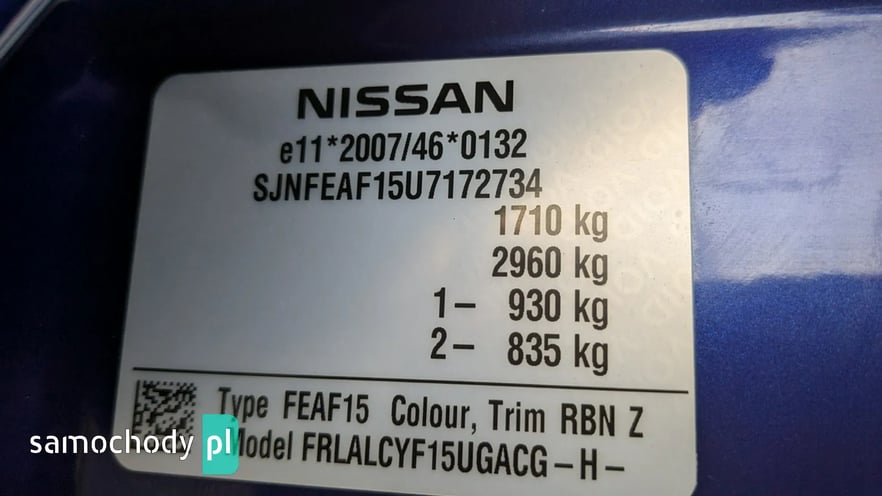 NISSAN
e11*2007/46*0132
SJNFEAF15U7172734
1710 kg
2960 kg
1– 930 kg
2– 835 kg
Type FEAF15 Colour, Trim RBN Z
Model FRLALCYF15UGACG–H–
samochody pl